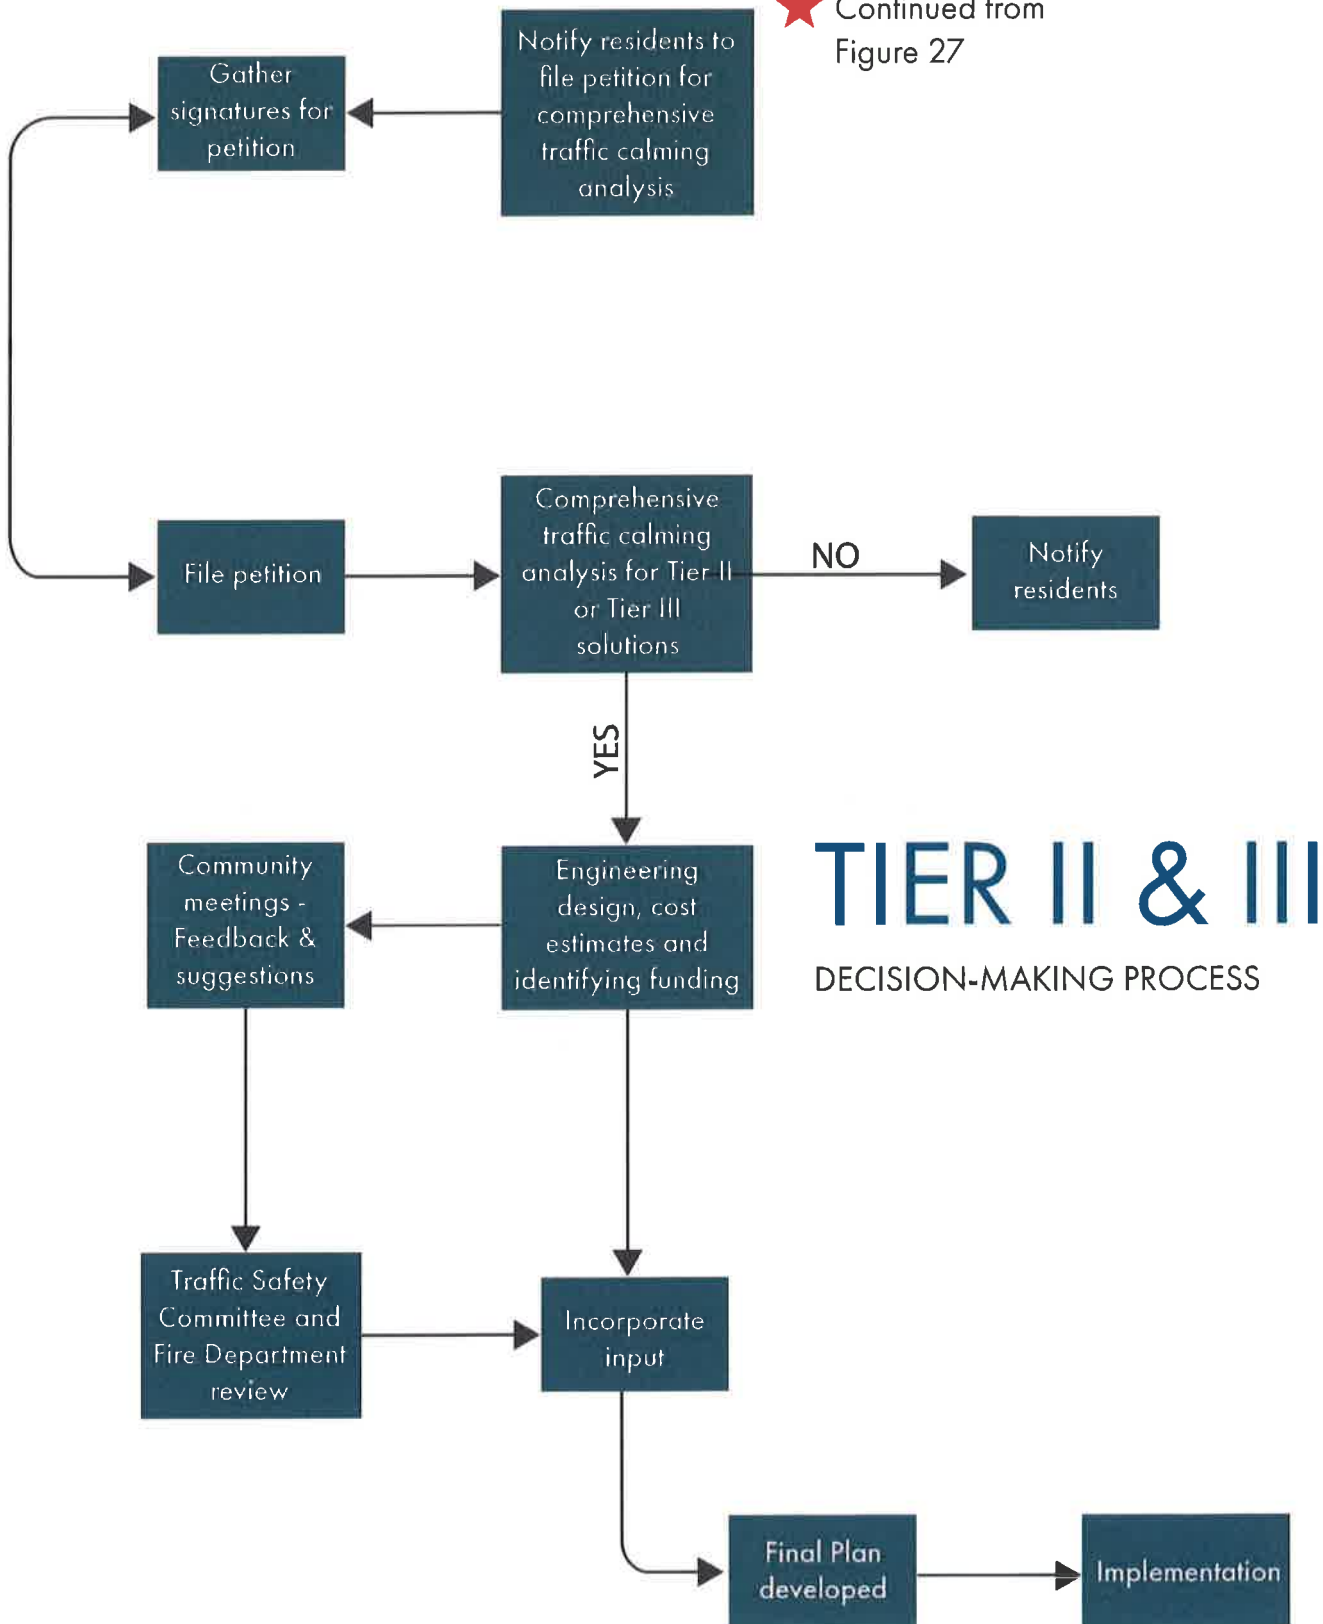 Continued from
Figure 27
Notify residents to
file petition for
comprehensive
traffic calming
analysis
Gather
signatures for
petition
File petition
Comprehensive
traffic calming
analysis for Tier II
or Tier III
solutions
NO
Notify
residents
YES
Community
meetings -
Feedback &
suggestions
Engineering
design, cost
estimates and
identifying funding
TIER II & III
DECISION-MAKING PROCESS
Traffic Safety
Committee and
Fire Department
review
Incorporate
input
Final Plan
developed
Implementation